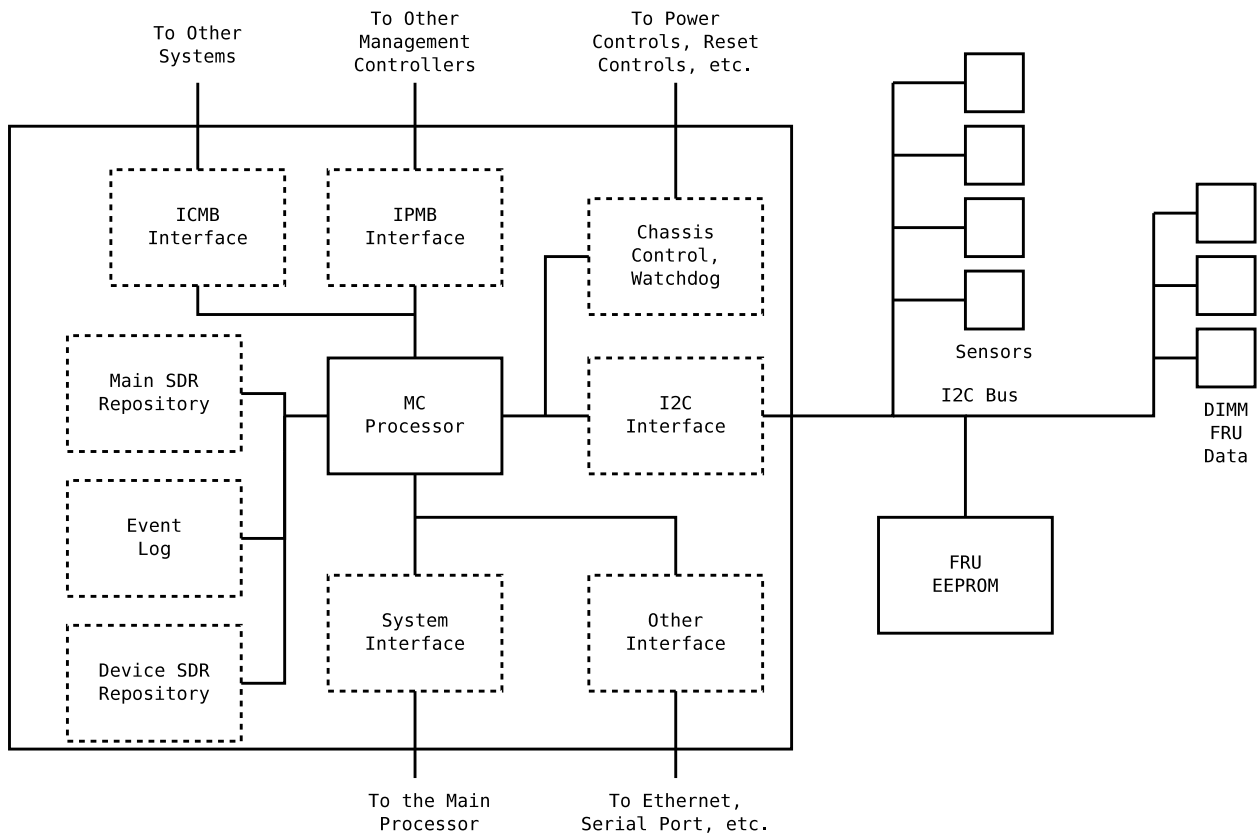 To Other
Systems
To Other
Management
Controllers
To Power
Controls, Reset
Controls, etc.
ICMB
Interface
IPMB
Interface
Chassis
Control,
Watchdog
Main SDR
Repository
MC
Processor
I2C
Interface
Sensors
I2C Bus
DIMM
FRU
Data
Event
Log
FRU
EEPROM
Device SDR
Repository
System
Interface
Other
Interface
To the Main
Processor
To Ethernet,
Serial Port, etc.